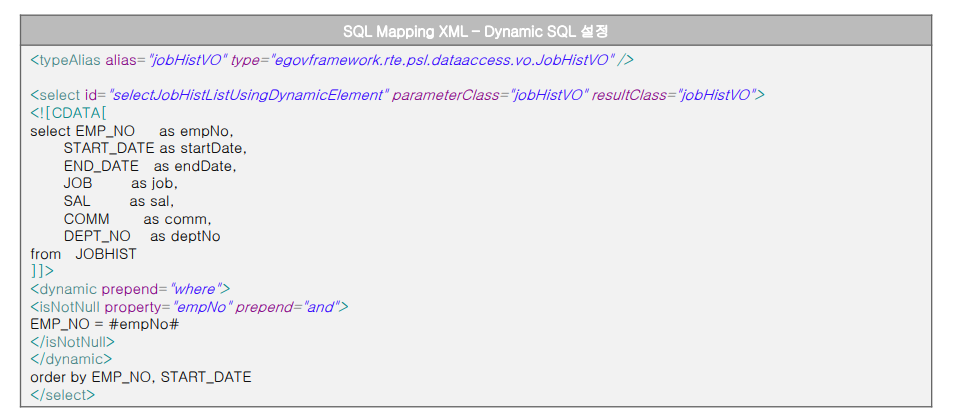 SQL Mapping XML – Dynamic SQL 설정
<typeAlias alias="jobHistVO" type="egovframework.rte.psl.dataaccess.vo.JobHistVO" />
<select id="selectJobHistListUsingDynamicElement" parameterClass="jobHistVO" resultClass="jobHistVO">
<![CDATA[
select EMP_NO as empNo,
START_DATE as startDate,
END_DATE as endDate,
JOB as job,
SAL as sal,
COMM as comm,
DEPT_NO as deptNo
from JOBHIST
]]>
<dynamic prepend="where">
<isNotNull property="empNo" prepend="and">
EMP_NO = #empNo#
</isNotNull>
</dynamic>
order by EMP_NO, START_DATE
</select>